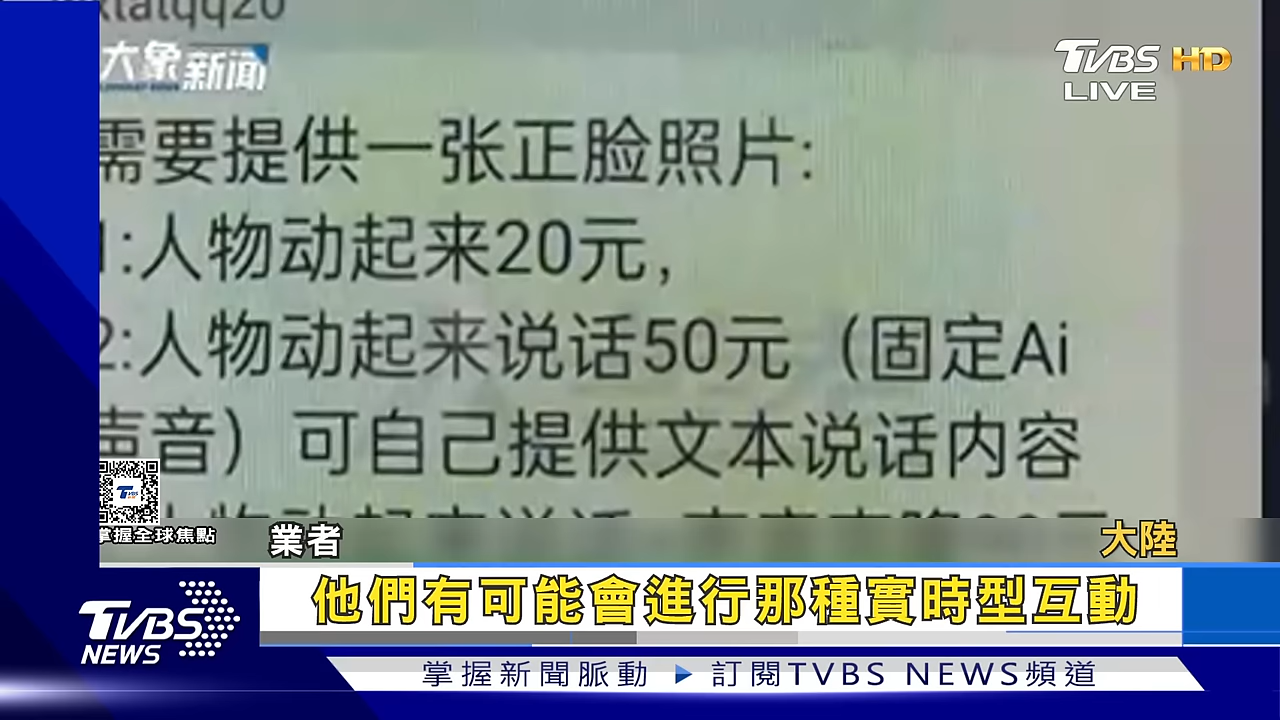 大象新闻
TVBS HD
LIVE
需要提供一张正脸照片:
1:人物动起来20元,
2:人物动起来说话50元（固定Ai
声音）可自己提供文本说话内容
掌握全球焦點
業者
大陸
他們有可能會進行那種實時型互動
TVBS
NEWS
掌握新聞脈動 訂閱TVBS NEWS頻道